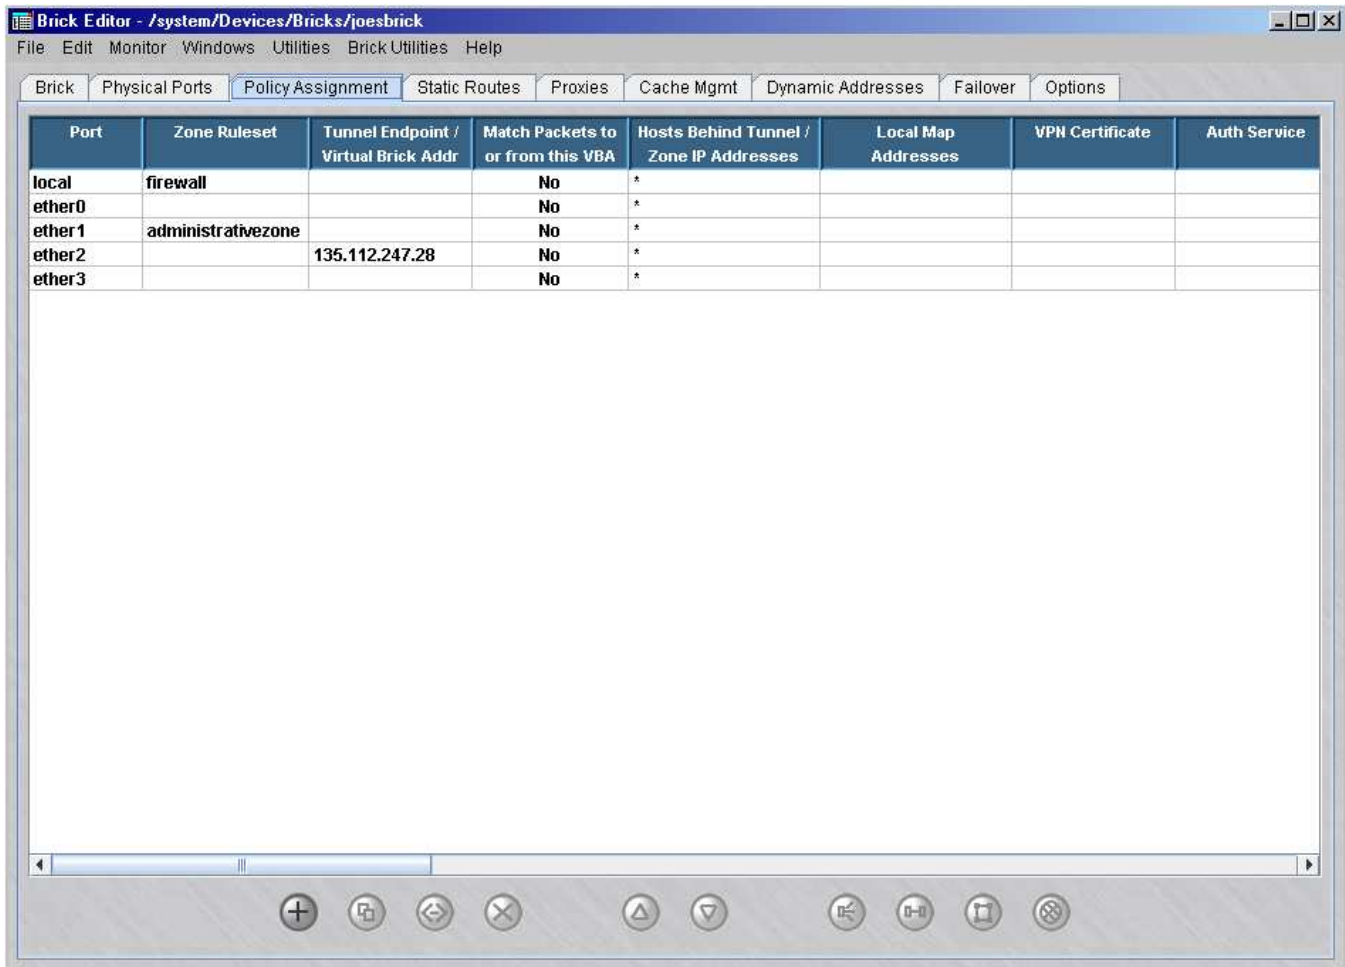 Brick Editor - /system/Devices/Bricks/joesbrick
File Edit Monitor Windows Utilities Brick Utilities Help
Brick Physical Ports Policy Assignment Static Routes Proxies Cache Mgmt Dynamic Addresses Failover Options
Port Zone Ruleset Tunnel Endpoint / Match Packets to Hosts Behind Tunnel / Local Map VPN Certificate Auth Service
Virtual Brick Addr or from this VBA Zone IP Addresses Addresses
local firewall No *
ether0 No *
ether1 administrativezone No *
ether2 135.112.247.28 No *
ether3 No *